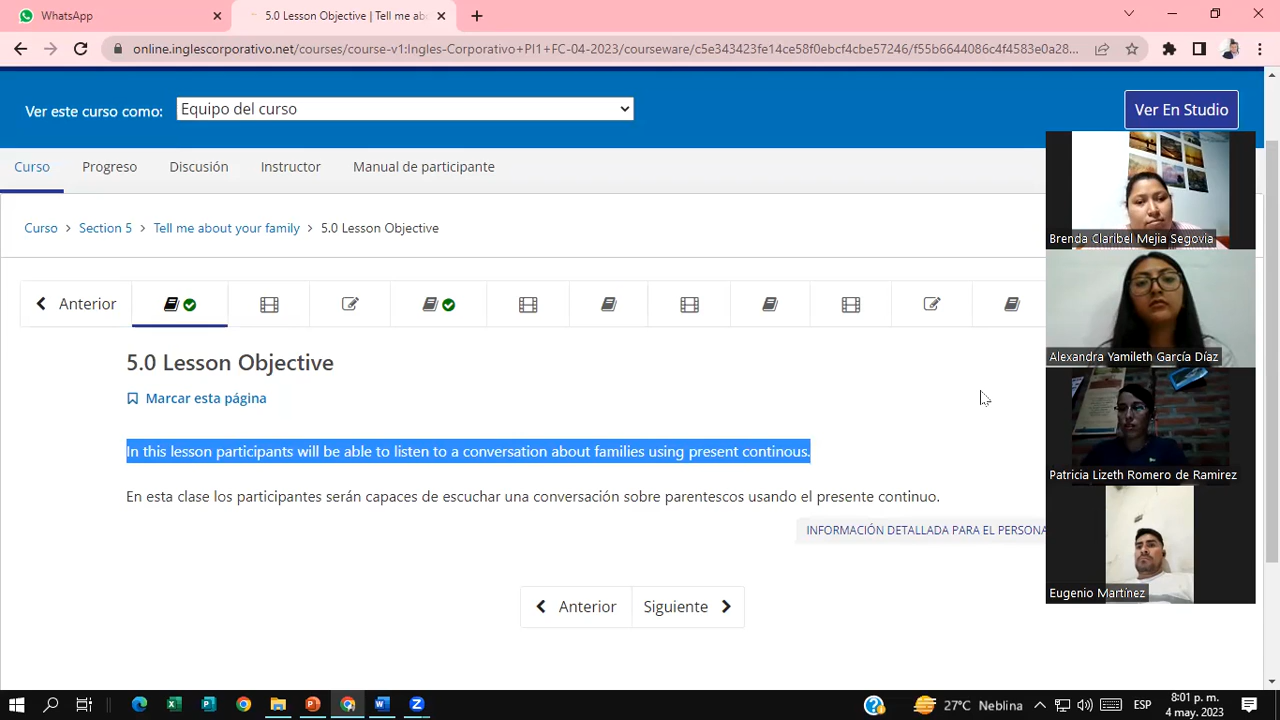 WhatsApp
5.0 Lesson Objective | Tell me abo
online.inglescorporativo.net/courses/course-v1:Ingles-Corporativo+PI1+FC-04-2023/courseware/c5e343423fe14ce58f0ebcf4cbe57246/f55b6644086c4f4583e0a28...
Ver este curso como:
Equipo del curso
Ver En Studio
Curso
Progreso
Discusión
Instructor
Manual de participante
Curso > Section 5 > Tell me about your family > 5.0 Lesson Objective
Brenda Claribel Mejia Segovia
Anterior
5.0 Lesson Objective
Alexandra Yamileth García Díaz
Marcar esta página
In this lesson participants will be able to listen to a conversation about families using present continous.
Patricia Lizeth Romero de Ramirez
En esta clase los participantes serán capaces de escuchar una conversación sobre parentescos usando el presente continuo.
INFORMACIÓN DETALLADA PARA EL PERSONA
Eugenio Martínez
Anterior
Siguiente
27°C Neblina
ESP
8:01 p. m.
4 may. 2023